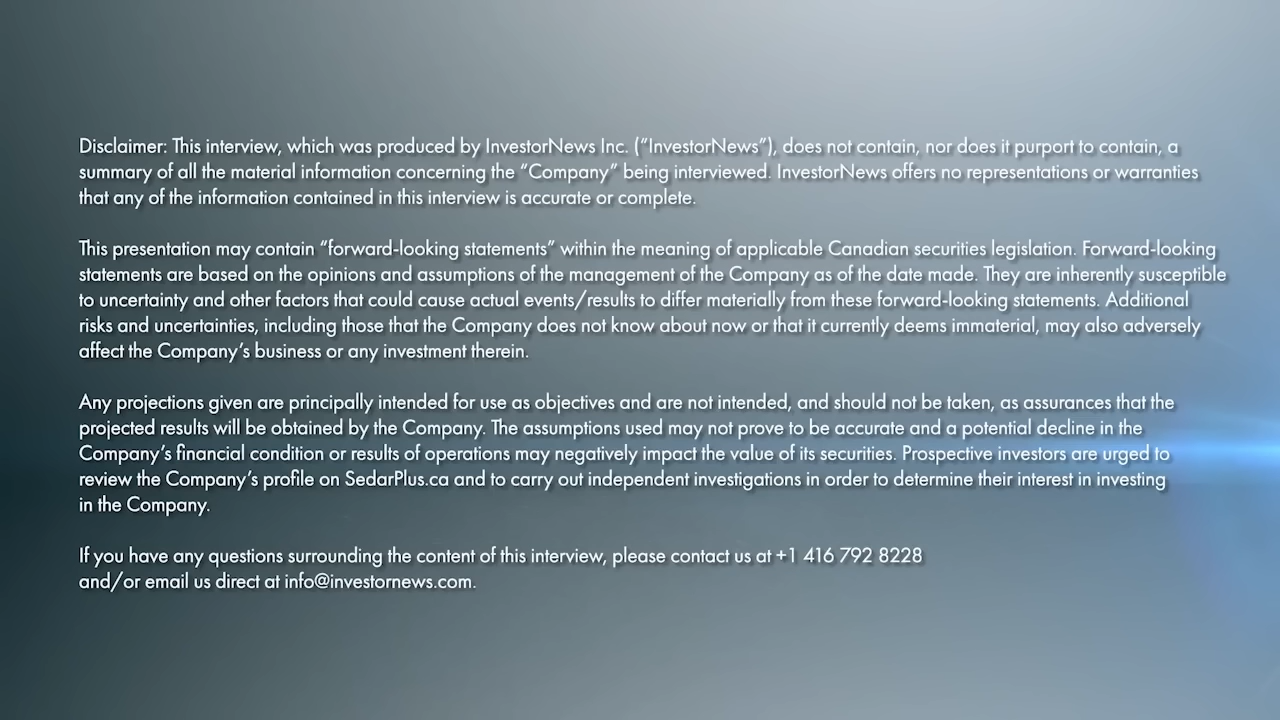 Disclaimer: This interview, which was produced by InvestorNews Inc. (“InvestorNews”), does not contain, nor does it purport to contain, a
summary of all the material information concerning the “Company” being interviewed. InvestorNews offers no representations or warranties
that any of the information contained in this interview is accurate or complete.
This presentation may contain “forward-looking statements” within the meaning of applicable Canadian securities legislation. Forward-looking
statements are based on the opinions and assumptions of the management of the Company as of the date made. They are inherently susceptible
to uncertainty and other factors that could cause actual events/results to differ materially from these forward-looking statements. Additional
risks and uncertainties, including those that the Company does not know about now or that it currently deems immaterial, may also adversely
affect the Company’s business or any investment therein.
Any projections given are principally intended for use as objectives and are not intended, and should not be taken, as assurances that the
projected results will be obtained by the Company. The assumptions used may not prove to be accurate and a potential decline in the
Company’s financial condition or results of operations may negatively impact the value of its securities. Prospective investors are urged to
review the Company’s profile on SedarPlus.ca and to carry out independent investigations in order to determine their interest in investing
in the Company.
If you have any questions surrounding the content of this interview, please contact us at +1 416 792 8228
and/or email us direct at info@investornews.com.